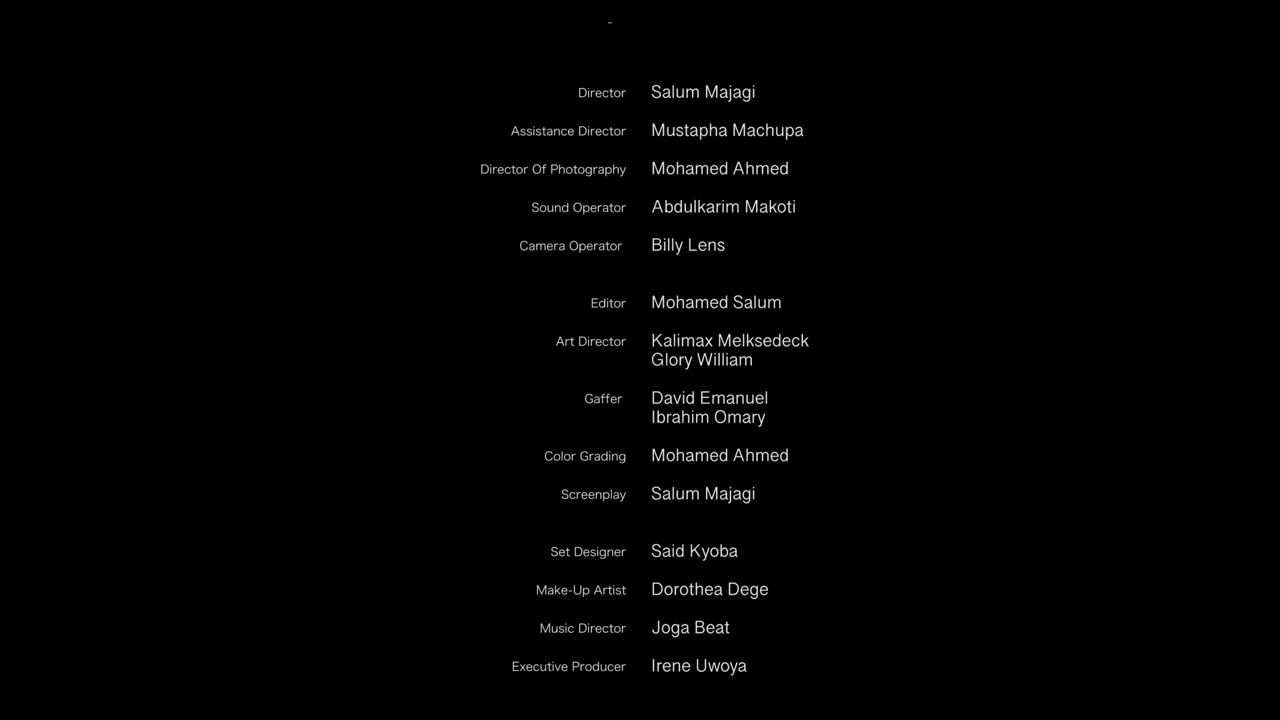 Director Salum Majagi
Assistance Director Mustapha Machupa
Director Of Photography Mohamed Ahmed
Sound Operator Abdulkarim Makoti
Camera Operator Billy Lens
Editor Mohamed Salum
Art Director Kalimax Melksedeck
Glory William
Gaffer David Emanuel
Ibrahim Omary
Color Grading Mohamed Ahmed
Screenplay Salum Majagi
Set Designer Said Kyoba
Make-Up Artist Dorothea Dege
Music Director Joga Beat
Executive Producer Irene Uwoya